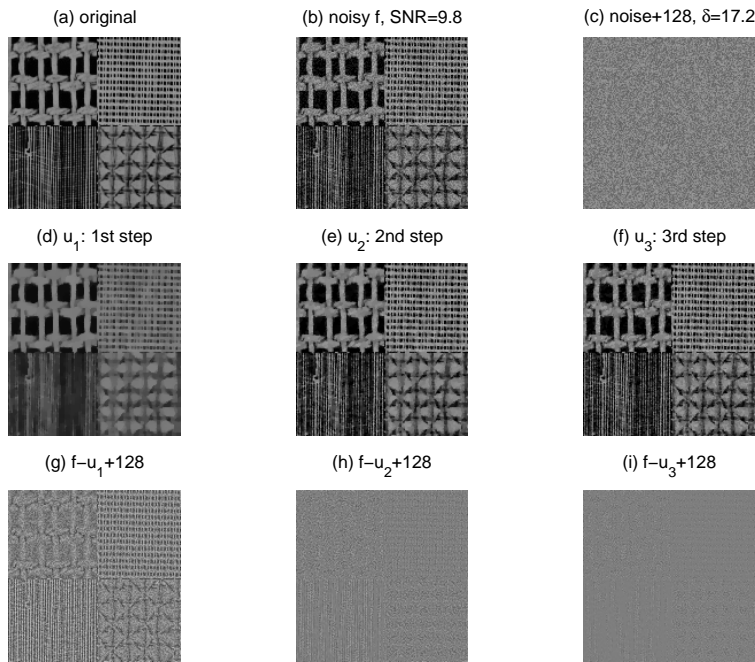 (a) original
(b) noisy f, SNR=9.8
(c) noise+128, δ=17.2
(d) u₁: 1st step
(e) u₂: 2nd step
(f) u₃: 3rd step
(g) f−u₁+128
(h) f−u₂+128
(i) f−u₃+128